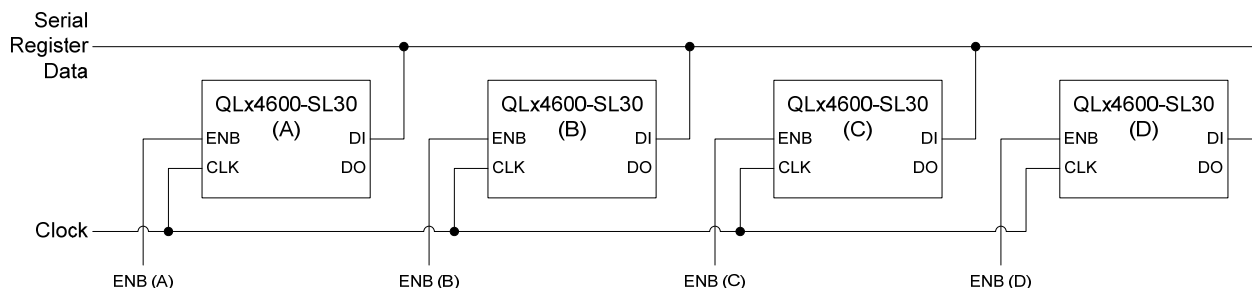 Serial
Register
Data
QLx4600-SL30
(A)
ENB
DI
CLK
DO
QLx4600-SL30
(B)
ENB
DI
CLK
DO
QLx4600-SL30
(C)
ENB
DI
CLK
DO
QLx4600-SL30
(D)
ENB
DI
CLK
DO
Clock
ENB (A)
ENB (B)
ENB (C)
ENB (D)